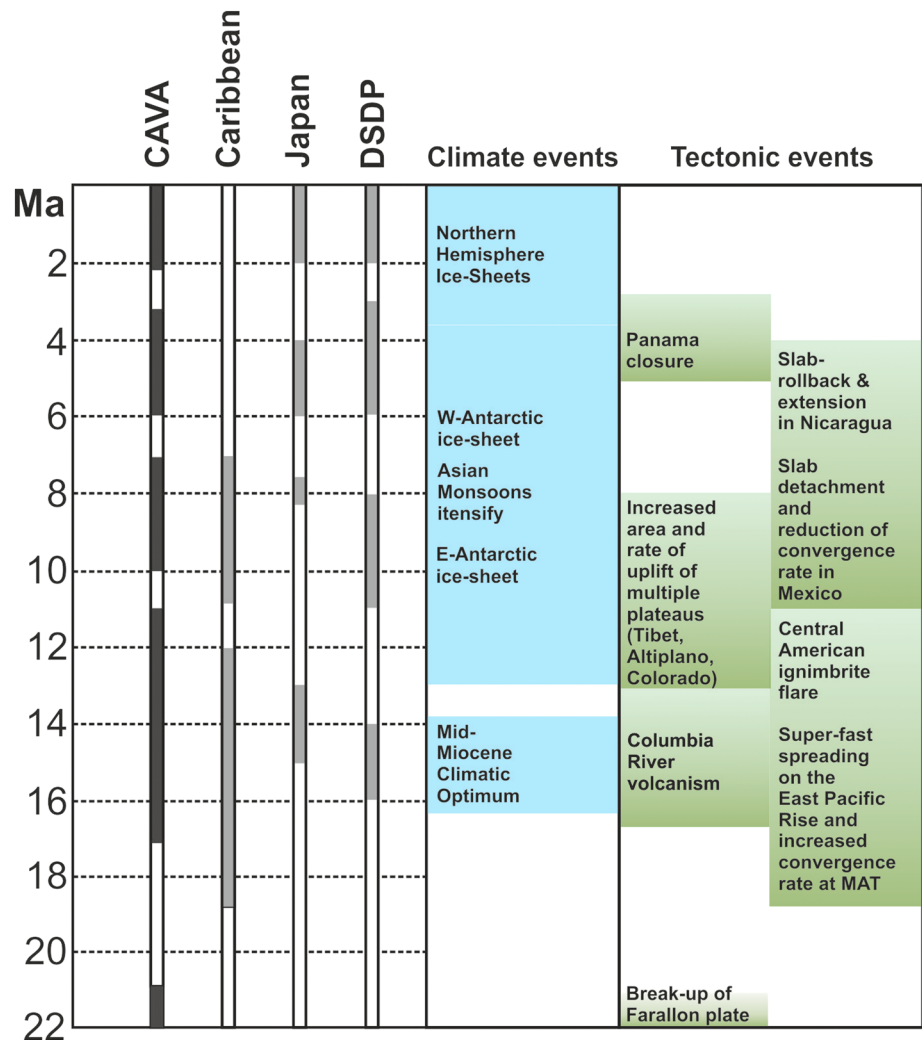 CAVA
Caribbean
Japan
DSDP
Climate events
Tectonic events
Ma
2
4
6
8
10
12
14
16
18
20
22
Northern
Hemisphere
Ice-Sheets
W-Antarctic
ice-sheet
Asian
Monsoons
itensify
E-Antarctic
ice-sheet
Mid-
Miocene
Climatic
Optimum
Panama
closure
Increased
area and
rate of
uplift of
multiple
plateaus
(Tibet,
Altiplano,
Colorado)
Columbia
River
volcanism
Break-up of
Farallon plate
Slab-
rollback &
extension
in Nicaragua
Slab
detachment
and
reduction of
convergence
rate in
Mexico
Central
American
ignimbrite
flare
Super-fast
spreading
on the
East Pacific
Rise and
increased
convergence
rate at MAT